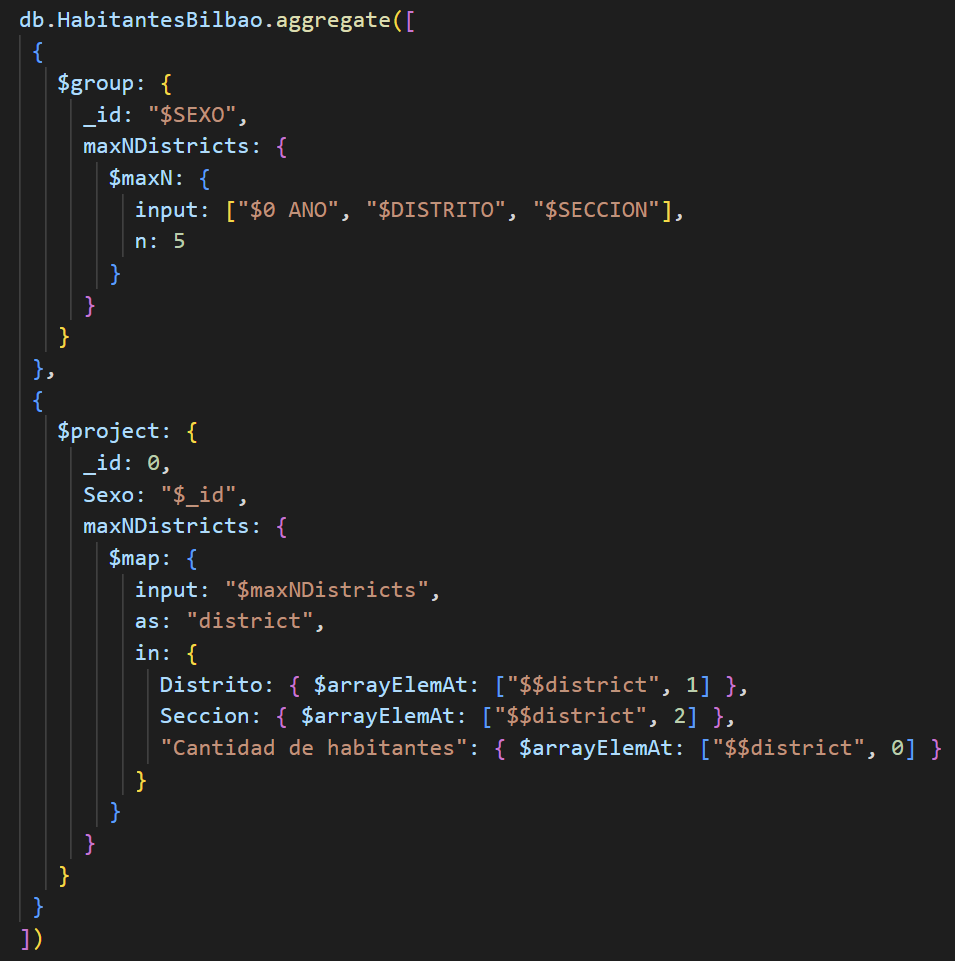 db.HabitantesBilbao.aggregate([
{
$group: {
_id: "$SEXO",
maxNDistricts: {
$maxN: {
input: ["$0 ANO", "$DISTRITO", "$SECCION"],
n: 5
}
}
}
},
{
$project: {
_id: 0,
Sexo: "$_id",
maxNDistricts: {
$map: {
input: "$maxNDistricts",
as: "district",
in: {
Distrito: { $arrayElemAt: ["$$district", 1] },
Seccion: { $arrayElemAt: ["$$district", 2] },
"Cantidad de habitantes": { $arrayElemAt: ["$$district", 0] }
}
}
}
}
}
])